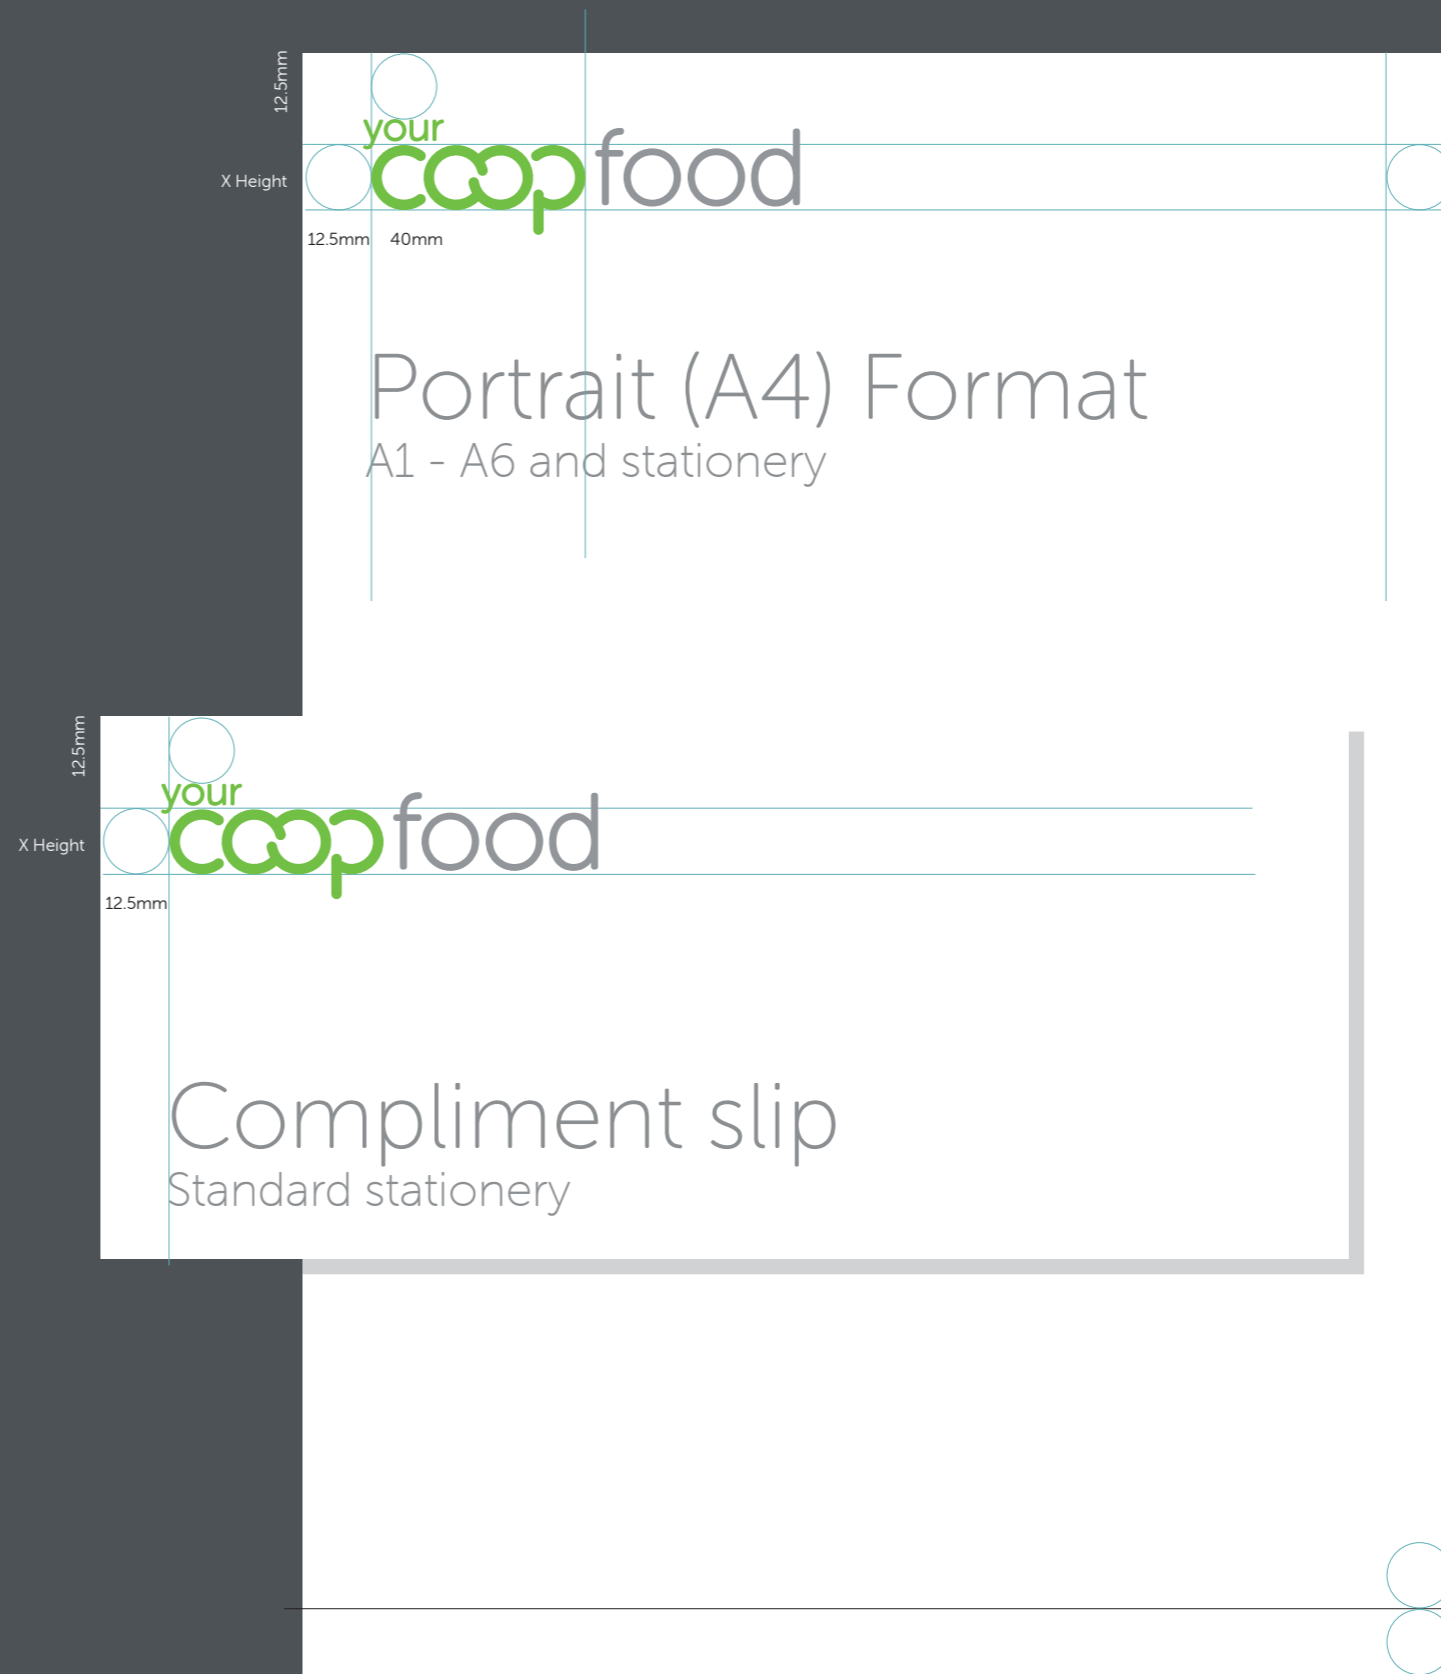 12.5mm
your
coop food
X Height
12.5mm 40mm
Portrait (A4) Format
A1 - A6 and stationery
12.5mm
your
coop food
X Height
12.5mm
Compliment slip
Standard stationery